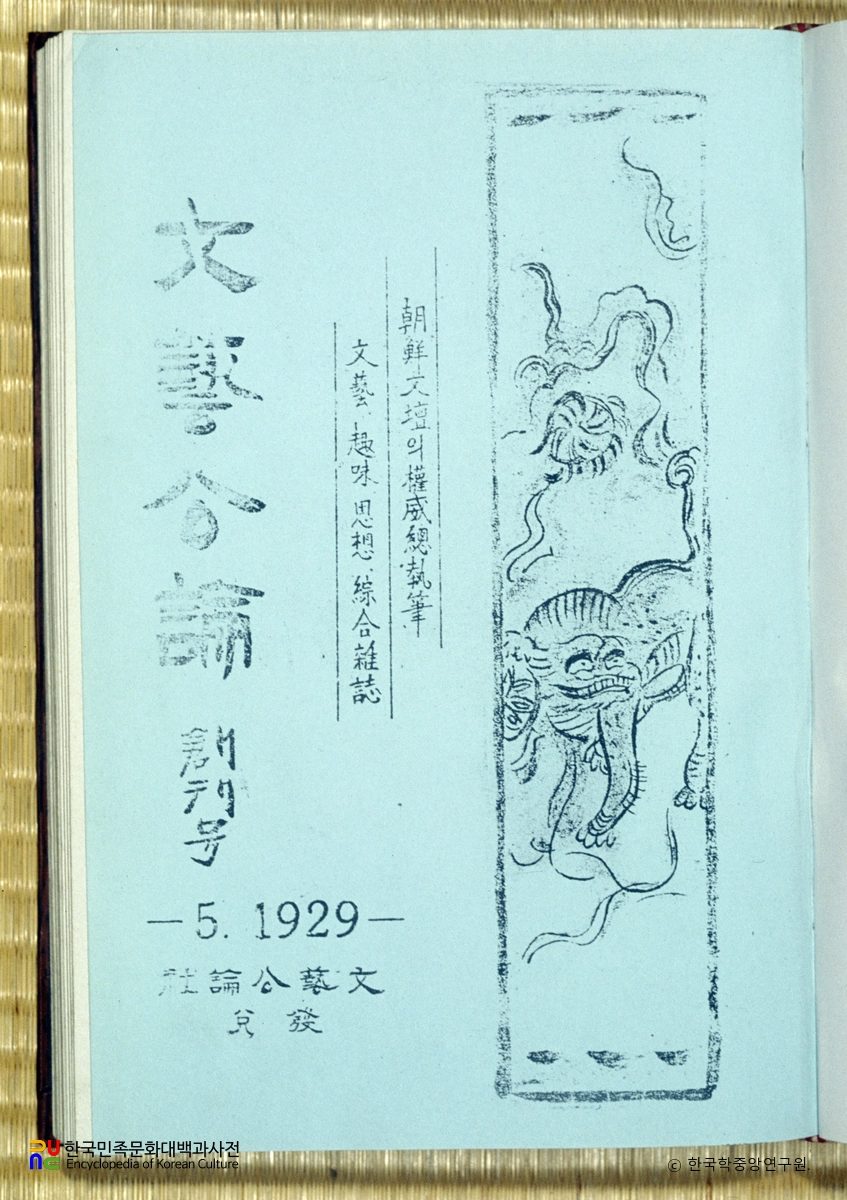 朝鮮文壇의權威總執筆
文藝、趣味、思想、綜合雜誌
文藝公論 創刊号
—5. 1929—
社論公藝文
兌發
한국민족문화대백과사전
Encyclopedia of Korean Culture
© 한국학중앙연구원